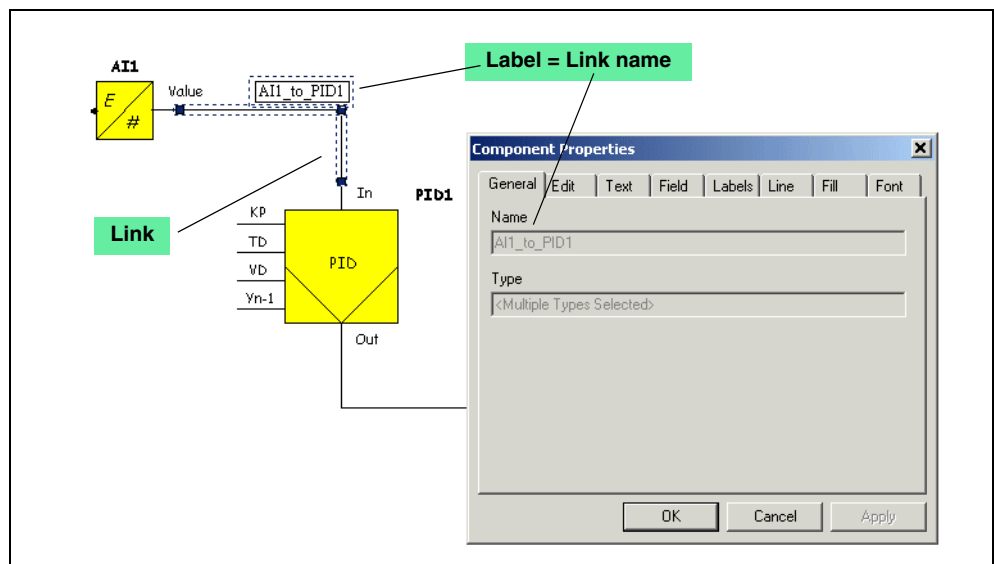 Label = Link name
AI1
Value
AI1_to_PID1
E
#
Component Properties
General Edit Text Field Labels Line Fill Font
In
PID1
Name
KP
Link
AI1_to_PID1
TD
PID
VD
Type
Yn-1
<Multiple Types Selected>
Out
OK Cancel Apply